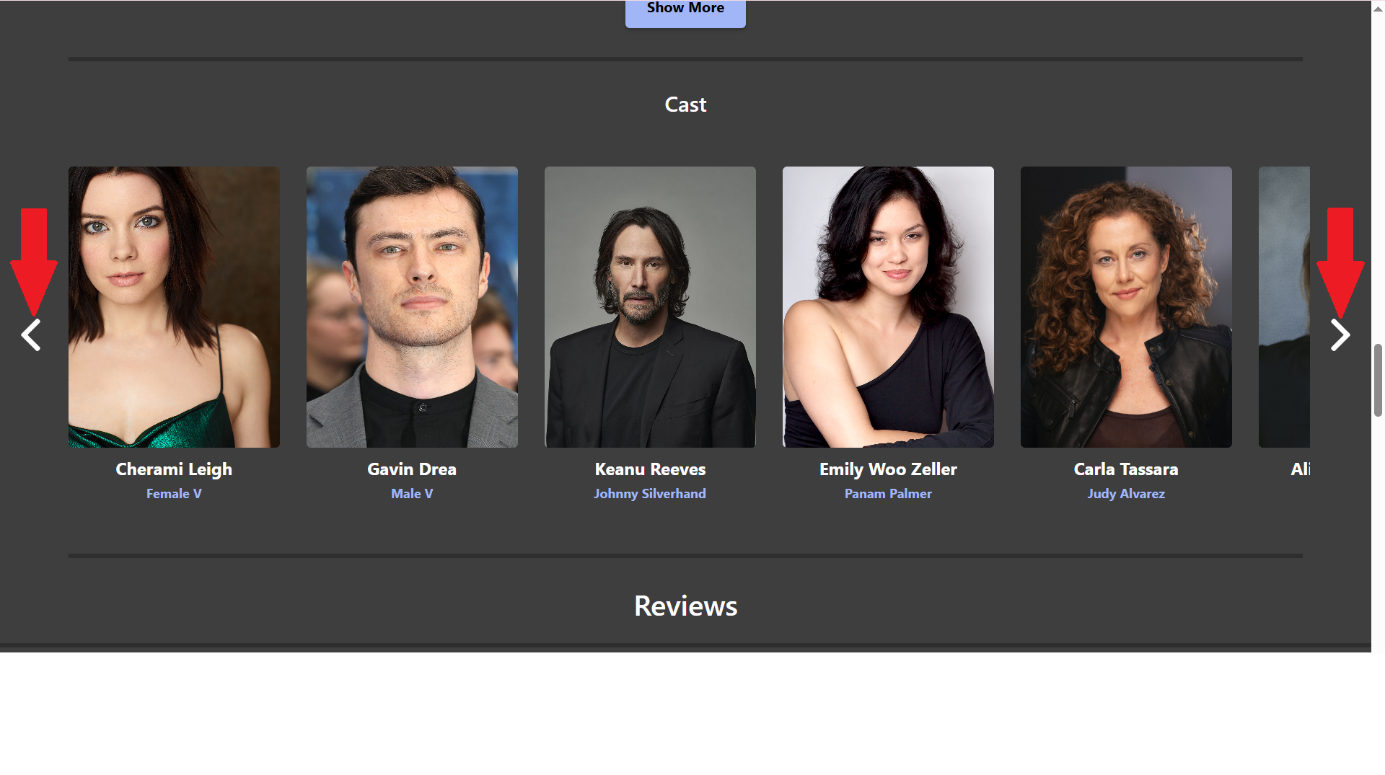 Show More
Cast
Cherami Leigh
Gavin Drea
Keanu Reeves
Emily Woo Zeller
Carla Tassara
Ali
Female V
Male V
Johnny Silverhand
Panam Palmer
Judy Alvarez
Reviews